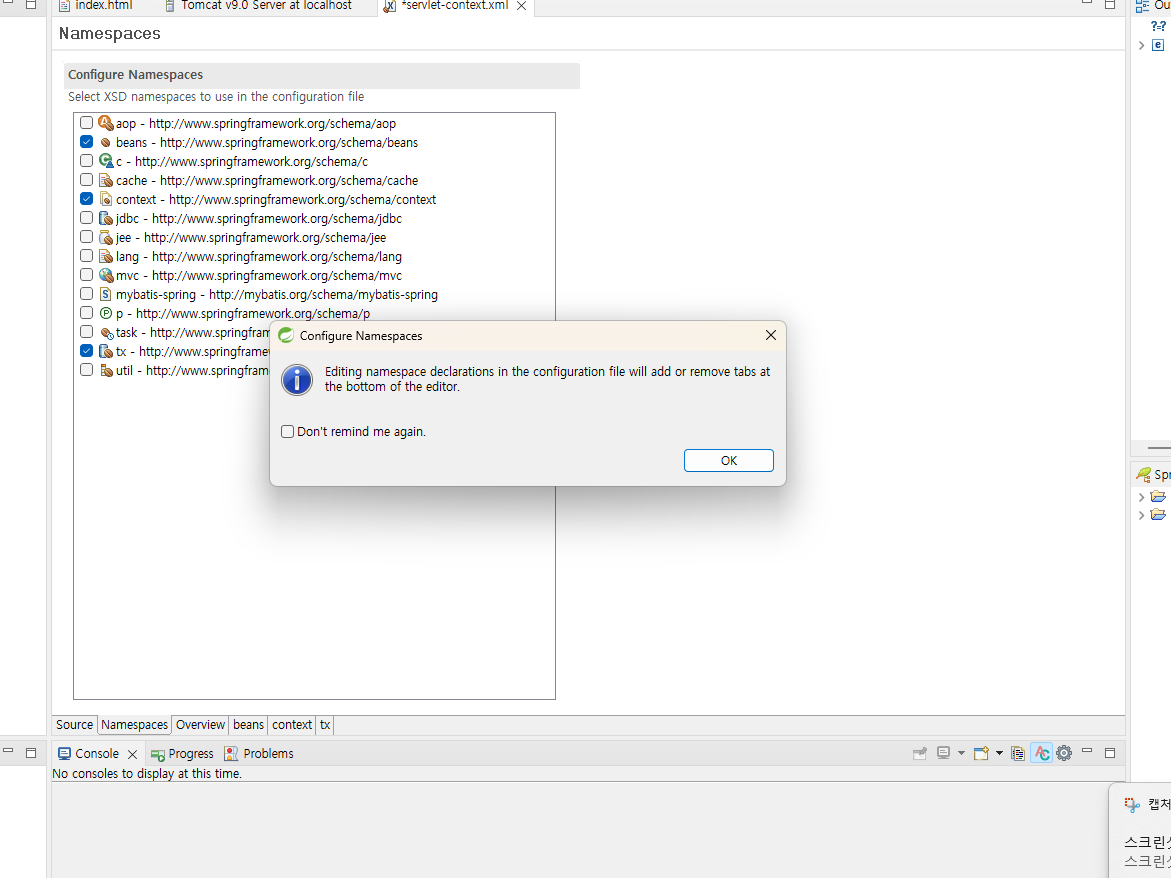 index.html
Tomcat v9.0 Server at localhost
*servlet-context.xml
Namespaces
Configure Namespaces
Select XSD namespaces to use in the configuration file
aop - http://www.springframework.org/schema/aop
beans - http://www.springframework.org/schema/beans
c - http://www.springframework.org/schema/c
cache - http://www.springframework.org/schema/cache
context - http://www.springframework.org/schema/context
jdbc - http://www.springframework.org/schema/jdbc
jee - http://www.springframework.org/schema/jee
lang - http://www.springframework.org/schema/lang
mvc - http://www.springframework.org/schema/mvc
mybatis-spring - http://mybatis.org/schema/mybatis-spring
p - http://www.springframework.org/schema/p
task - http://www.springfram
tx - http://www.springframe
util - http://www.springfram
Configure Namespaces
Editing namespace declarations in the configuration file will add or remove tabs at
the bottom of the editor.
Don't remind me again.
OK
Source Namespaces Overview beans context tx
Console Progress Problems
No consoles to display at this time.
Ou
Spr
캡처
스크린샷
스크린샷